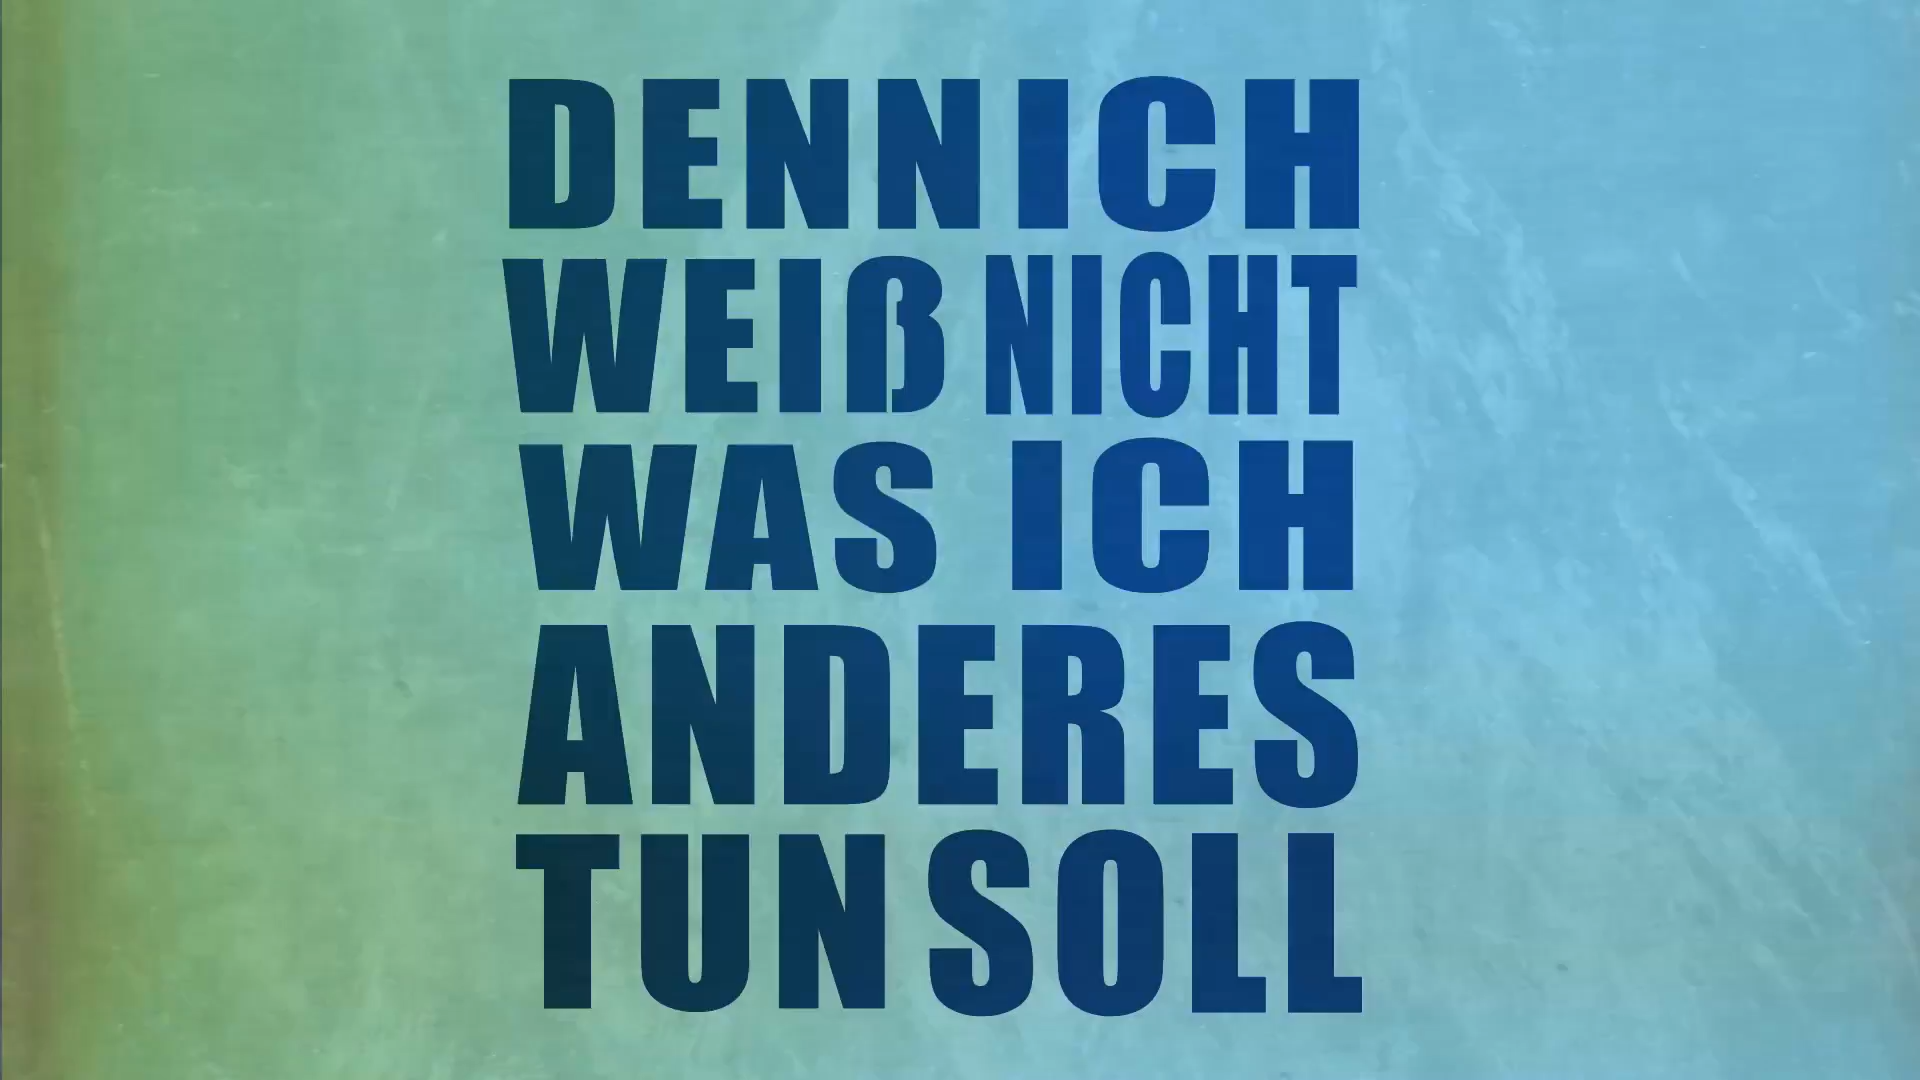 DENN ICH
WEIß NICHT
WAS ICH
ANDERES
TUN SOLL